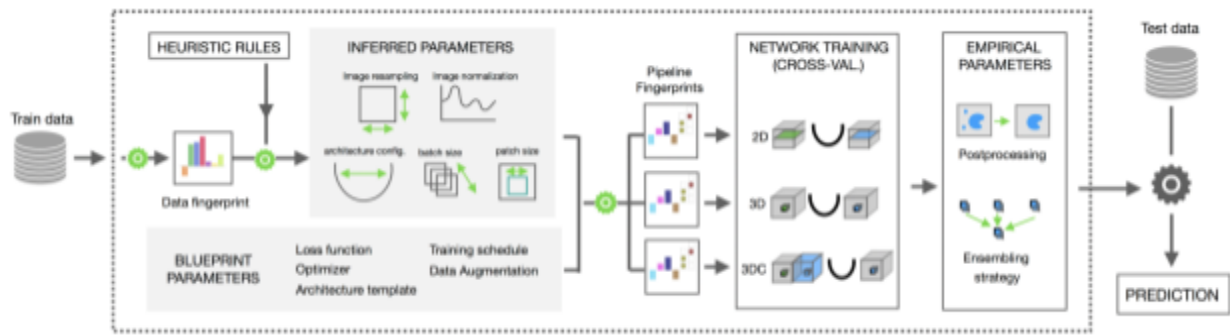 Train data
HEURISTIC RULES
Data fingerprint
INFERRED PARAMETERS
Image resampling
Image normalization
architecture config.
batch size
patch size
BLUEPRINT
PARAMETERS
Loss function
Optimizer
Architecture template
Training schedule
Data Augmentation
Pipeline
Fingerprints
NETWORK TRAINING
(CROSS-VAL.)
2D
3D
3DC
EMPIRICAL
PARAMETERS
Postprocessing
Ensembling
strategy
Test data
PREDICTION